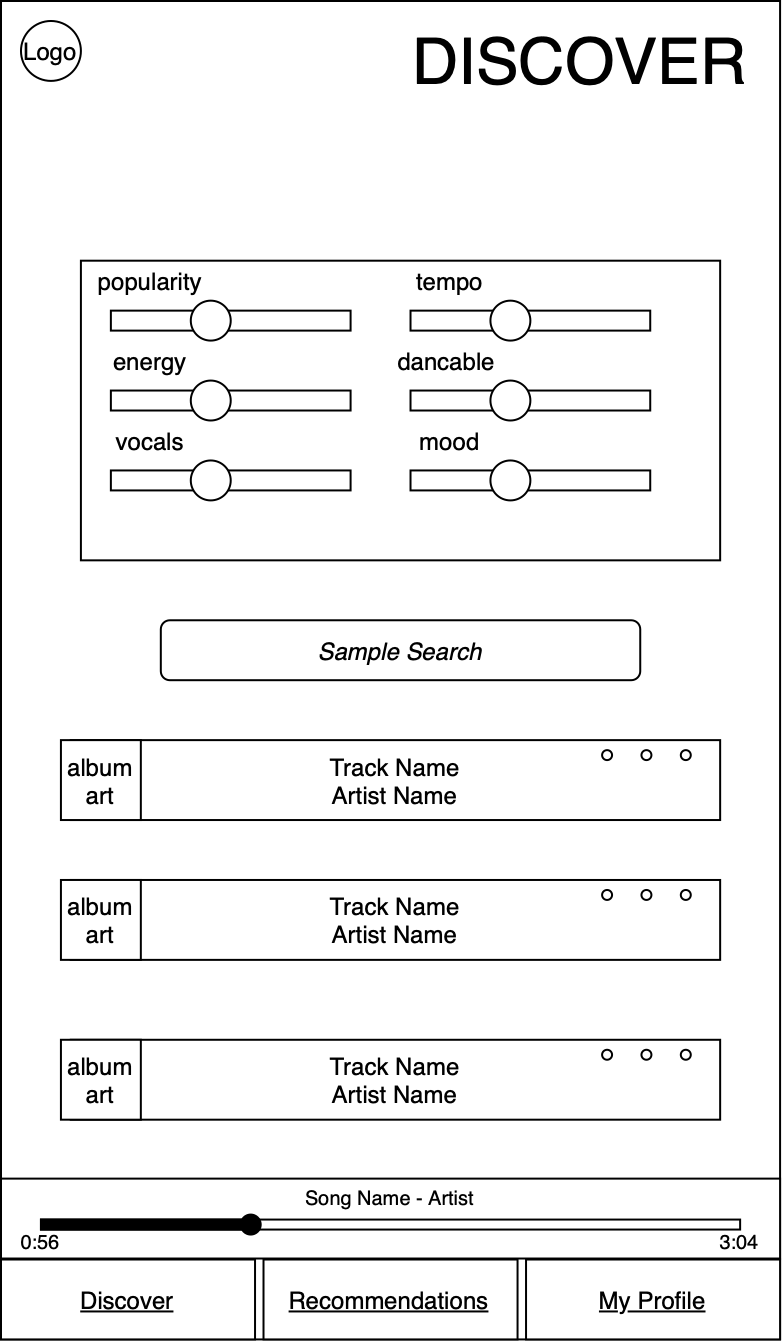 Logo
DISCOVER
popularity
tempo
energy
dancable
vocals
mood
Sample Search
album
art
Track Name
Artist Name
album
art
Track Name
Artist Name
album
art
Track Name
Artist Name
Song Name - Artist
0:56
3:04
Discover
Recommendations
My Profile